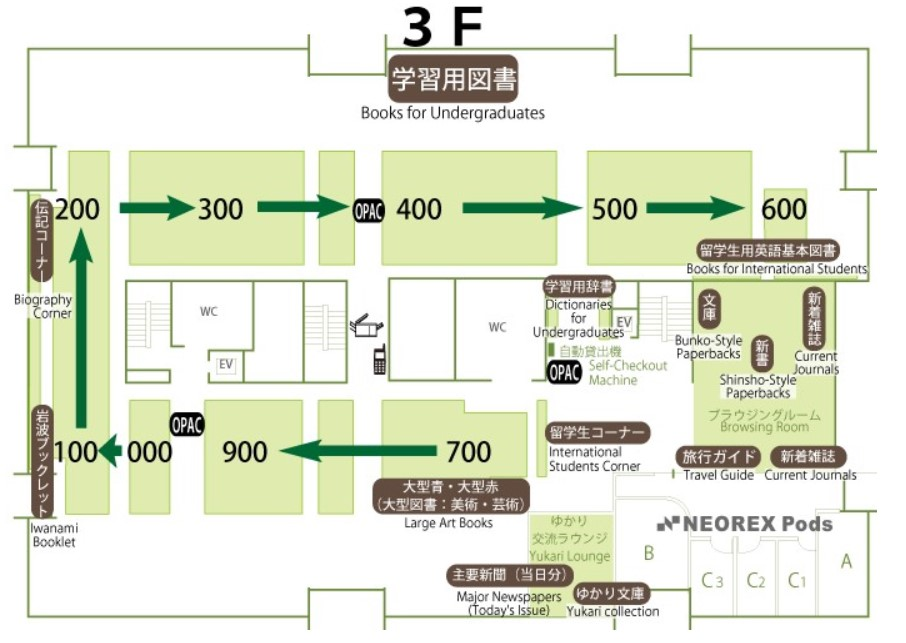 3 F
学習用図書
Books for Undergraduates
200
300
OPAC
400
500
600
伝記コーナー
Biography
Corner
留学生用英語基本図書
Books for International Students
WC
EV
WC
学習用辞書
Dictionaries
for
Undergraduates
EV
自動貸出機
Self-Checkout
Machine
OPAC
文庫
Bunko-Style
Paperbacks
新書
Shinsho-Style
Paperbacks
新着雑誌
Current
Journals
ブラウジングルーム
Browsing Room
岩波ブックレット
Iwanami
Booklet
100
000
OPAC
900
700
大型青・大型赤
(大型図書：美術・芸術)
Large Art Books
留学生コーナー
International
Students Corner
旅行ガイド
Travel Guide
新着雑誌
Current Journals
ゆかり
交流ラウンジ
Yukari Lounge
主要新聞（当日分）
Major Newspapers
(Today's Issue)
ゆかり文庫
Yukari collection
NEOREX Pods
B
C3
C2
C1
A